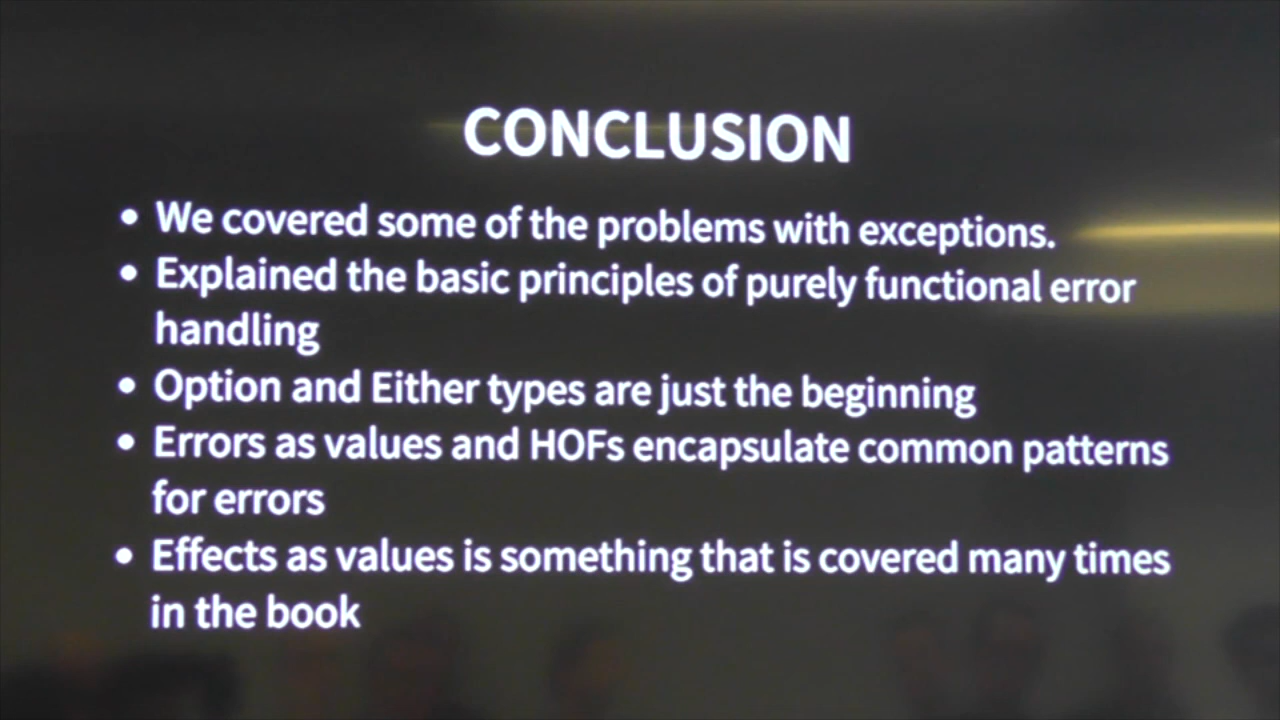 CONCLUSION
• We covered some of the problems with exceptions.
• Explained the basic principles of purely functional error
handling
• Option and Either types are just the beginning
• Errors as values and HOFs encapsulate common patterns
for errors
• Effects as values is something that is covered many times
in the book